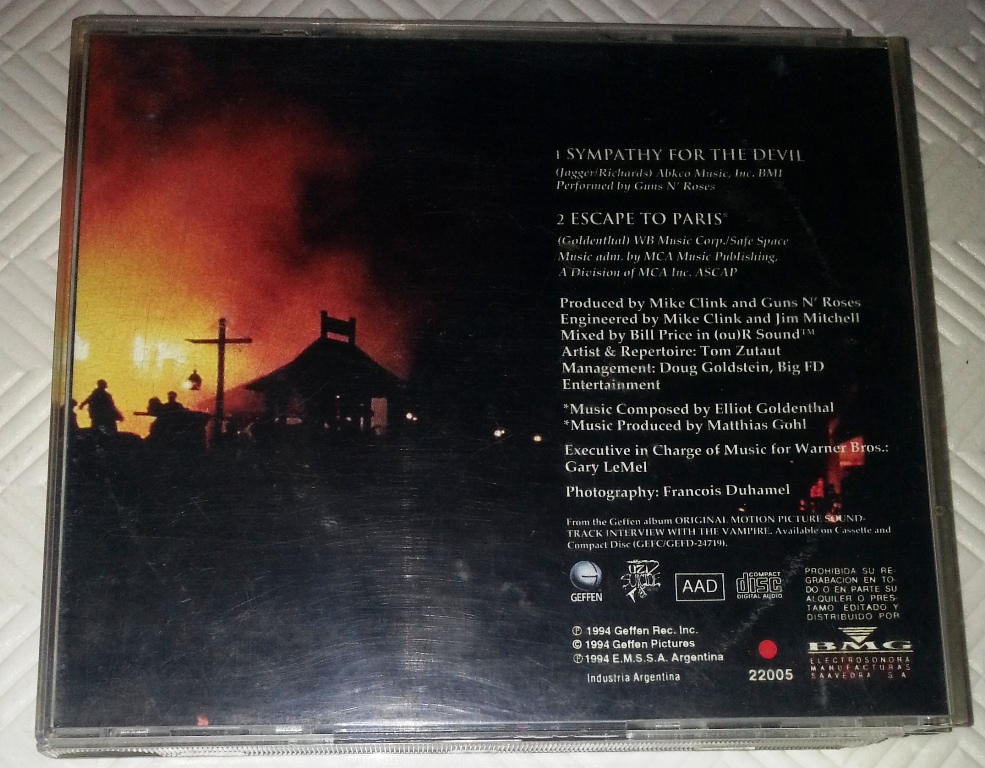 1 SYMPATHY FOR THE DEVIL
(Jagger/Richards) Abkco Music, Inc. BMI
Performed by Guns N' Roses
2 ESCAPE TO PARIS*
(Goldenthal) WB Music Corp./Safe Space
Music adm. by MCA Music Publishing,
A Division of MCA Inc. ASCAP
Produced by Mike Clink and Guns N' Roses
Engineered by Mike Clink and Jim Mitchell
Mixed by Bill Price in (ou)R Sound™
Artist & Repertoire: Tom Zutaut
Management: Doug Goldstein, Big FD
Entertainment
*Music Composed by Elliot Goldenthal
*Music Produced by Matthias Gohl
Executive in Charge of Music for Warner Bros.:
Gary LeMel
Photography: Francois Duhamel
From the Geffen album ORIGINAL MOTION PICTURE SOUND-
TRACK INTERVIEW WITH THE VAMPIRE. Available on Cassette and
Compact Disc (GEFC/GEFD-24719).
GEFFEN
UZI
SUICIDE
AAD
COMPACT
disc
DIGITAL AUDIO
PROHIBIDA SU RE-
GRABACION EN TO-
DO O EN PARTE SU
ALQUILER O PRES-
TAMO EDITADO Y
DISTRIBUIDO POR
BMG
ELECTROSONORA
MANUFACTURAS
SAAVEDRA S.A.
℗ 1994 Geffen Rec. Inc.
© 1994 Geffen Pictures
℗ 1994 E.M.S.S.A. Argentina
Industria Argentina
22005